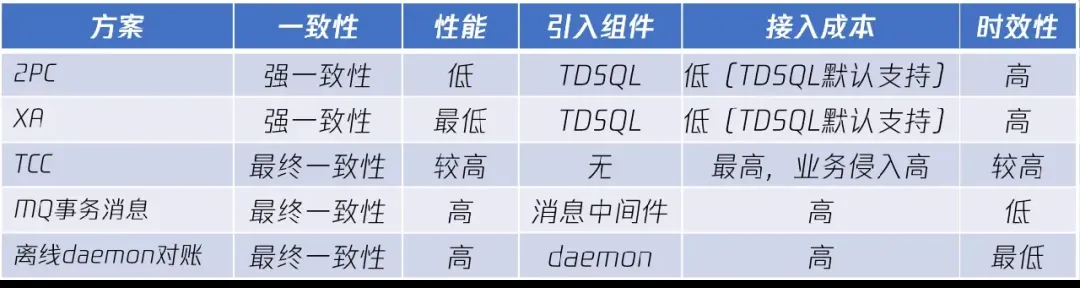 方案 一致性 性能 引入组件 接入成本 时效性
2PC 强一致性 低 TDSQL 低（TDSQL默认支持） 高
XA 强一致性 最低 TDSQL 低（TDSQL默认支持） 高
TCC 最终一致性 较高 无 最高，业务侵入高 较高
MQ事务消息 最终一致性 高 消息中间件 高 低
离线daemon对账 最终一致性 高 daemon 高 最低